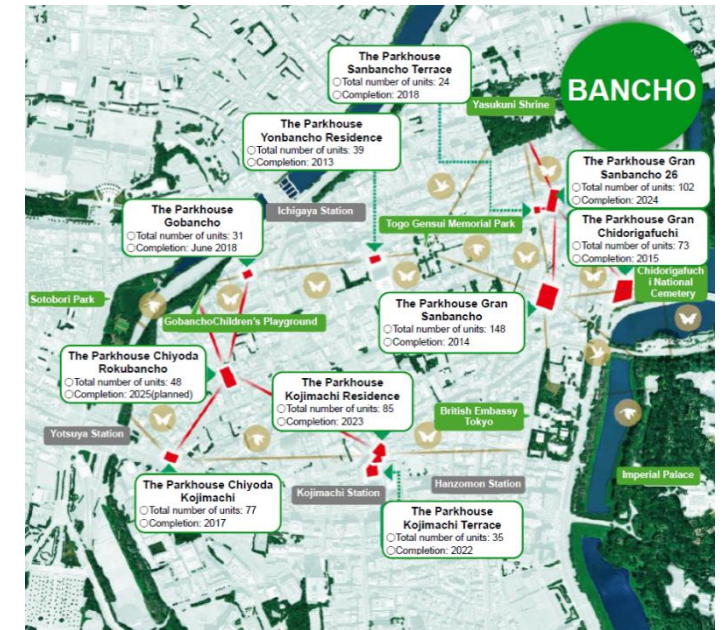 The Parkhouse
Sanbancho Terrace
○Total number of units: 24
○Completion: 2018
BANCHO
Yasukuni Shrine
The Parkhouse
Yonbancho Residence
○Total number of units: 39
○Completion: 2013
The Parkhouse Gran
Sanbancho 26
○Total number of units: 102
○Completion: 2024
The Parkhouse
Gobancho
○Total number of units: 31
○Completion: June 2018
Ichigaya Station
Togo Gensui Memorial Park
The Parkhouse Gran
Chidorigafuchi
○Total number of units: 73
○Completion: 2015
Chidorigafuch
i National
Cemetery
Sotobori Park
GobanchoChildren's Playground
The Parkhouse Gran
Sanbancho
○Total number of units: 148
○Completion: 2014
The Parkhouse Chiyoda
Rokubancho
○Total number of units: 48
○Completion: 2025(planned)
The Parkhouse
Kojimachi Residence
○Total number of units: 85
○Completion: 2023
British Embassy
Tokyo
Yotsuya Station
Imperial Palace
The Parkhouse Chiyoda
Kojimachi
○Total number of units: 77
○Completion: 2017
Kojimachi Station
Hanzomon Station
The Parkhouse
Kojimachi Terrace
○Total number of units: 35
○Completion: 2022